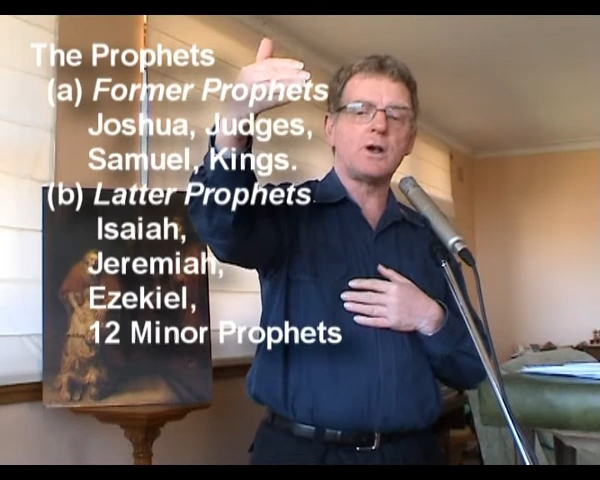 The Prophets
(a) Former Prophets
Joshua, Judges,
Samuel, Kings.
(b) Latter Prophets
Isaiah,
Jeremiah,
Ezekiel,
12 Minor Prophets